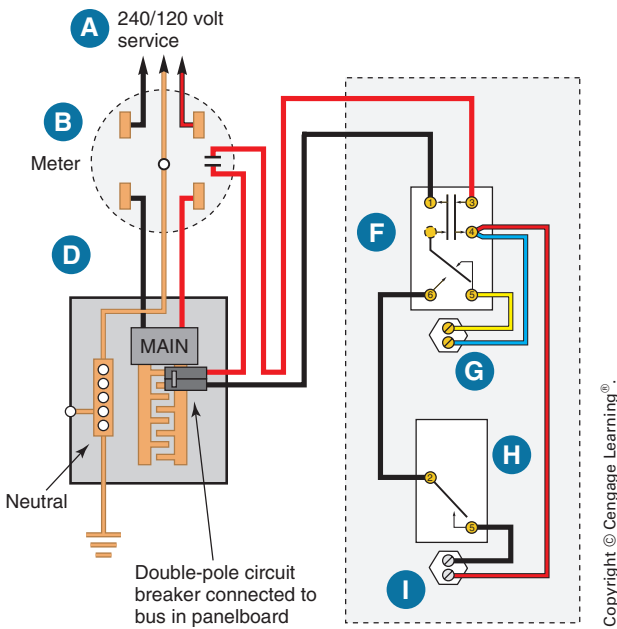 A
240/120 volt
service
B
Meter
D
MAIN
Neutral
Double-pole circuit
breaker connected to
bus in panelboard
F
1
3
4
6
5
G
H
2
5
I
Copyright © Cengage Learning®.